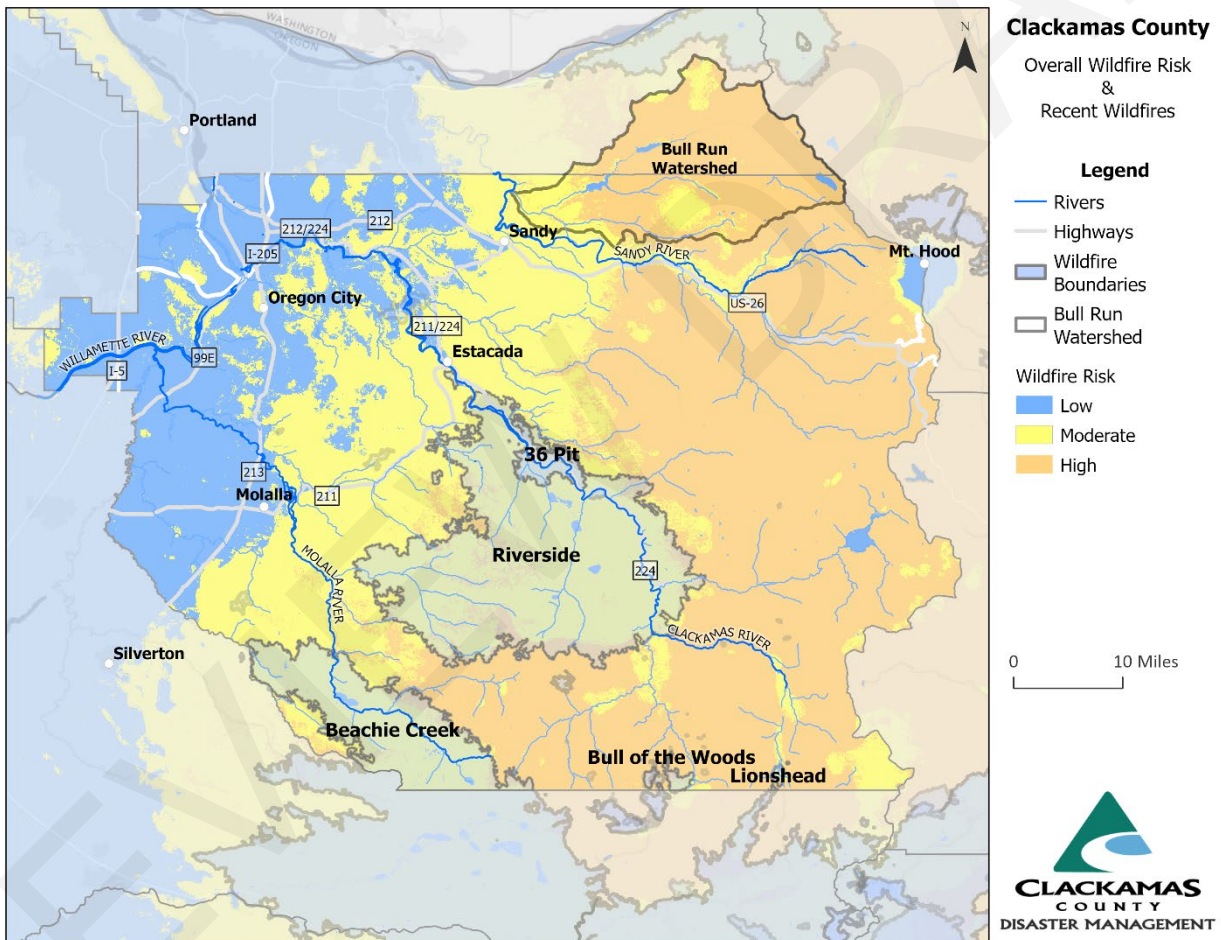 WASHINGTON
OREGON
N
Portland
Bull Run
Watershed
212
212/224
Sandy
I-205
SANDY RIVER
Mt. Hood
Oregon City
US-26
211/224
WILLAMETTE RIVER
99E
Estacada
I-5
36 Pit
213
211
Molalla
Riverside
MOLALLA RIVER
224
CLACKAMAS RIVER
Silverton
Beachie Creek
Bull of the Woods
Lionshead
Clackamas County
Overall Wildfire Risk
&
Recent Wildfires
Legend
Rivers
Highways
Wildfire
Boundaries
Bull Run
Watershed
Wildfire Risk
Low
Moderate
High
0 10 Miles
CLACKAMAS
COUNTY
DISASTER MANAGEMENT